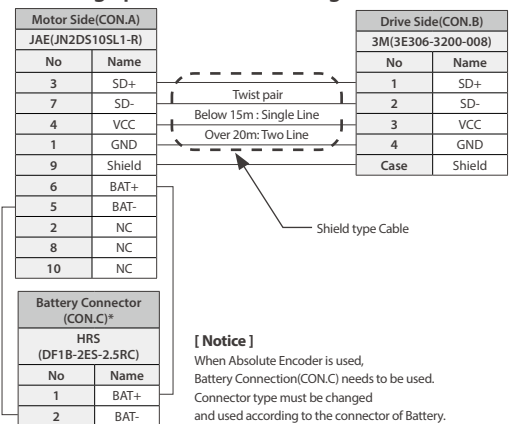 Motor Side(CON.A)
JAE(JN2DS10SL1-R)
No Name
3 SD+
7 SD-
4 VCC
1 GND
9 Shield
6 BAT+
5 BAT-
2 NC
8 NC
10 NC
Twist pair
Below 15m : Single Line
Over 20m: Two Line
Shield type Cable
Drive Side(CON.B)
3M(3E306-3200-008)
No Name
1 SD+
2 SD-
3 VCC
4 GND
Case Shield
Battery Connector
(CON.C)*
HRS
(DF1B-2ES-2.5RC)
No Name
1 BAT+
2 BAT-
[ Notice ]
When Absolute Encoder is used,
Battery Connection(CON.C) needs to be used.
Connector type must be changed
and used according to the connector of Battery.